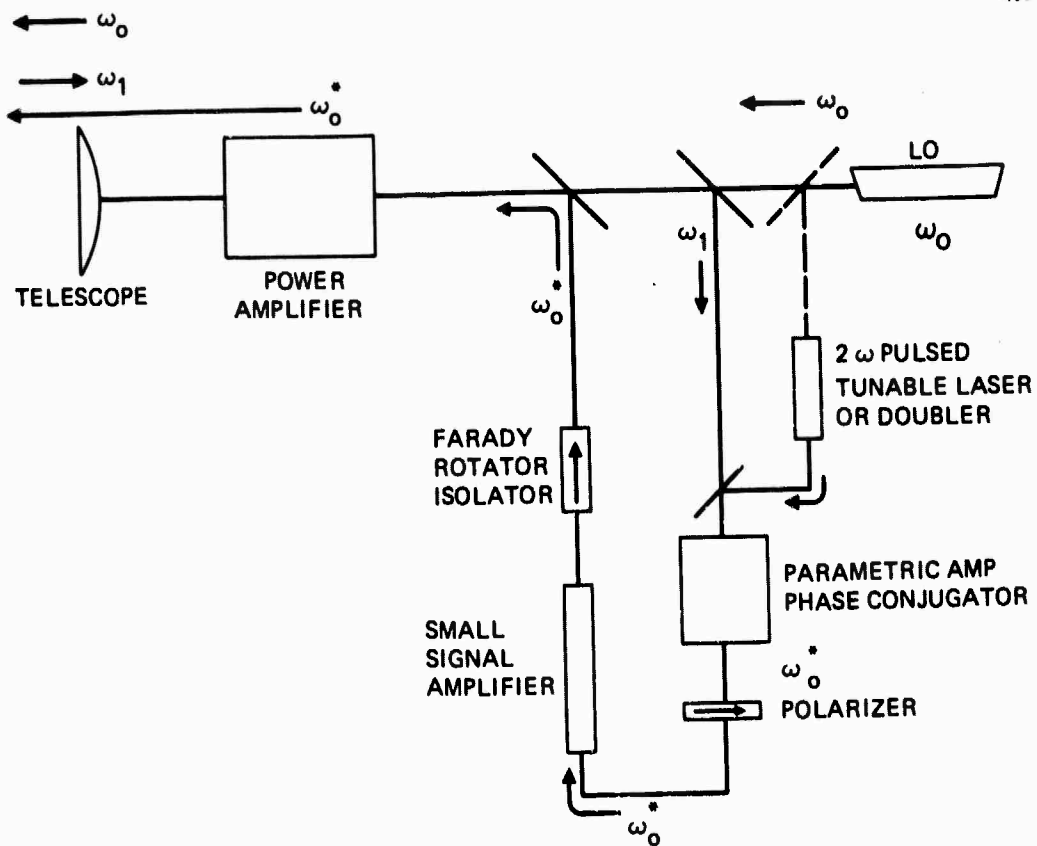 ω₀
ω₁
ω₀*
ω₀
LO
ω₀
ω₁
TELESCOPE
POWER
AMPLIFIER
ω₀*
2 ω PULSED
TUNABLE LASER
OR DOUBLER
FARADY
ROTATOR
ISOLATOR
PARAMETRIC AMP
PHASE CONJUGATOR
SMALL
SIGNAL
AMPLIFIER
ω₀*
POLARIZER
ω₀*